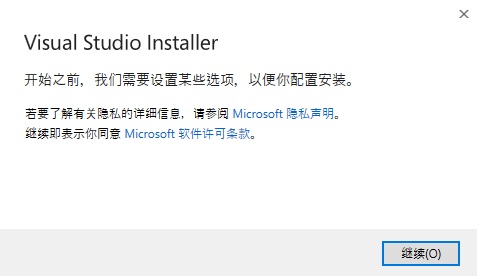 Visual Studio Installer
开始之前，我们需要设置某些选项，以便你配置安装。
若要了解有关隐私的详细信息，请参阅 Microsoft 隐私声明。
继续即表示你同意 Microsoft 软件许可条款。
继续(O)